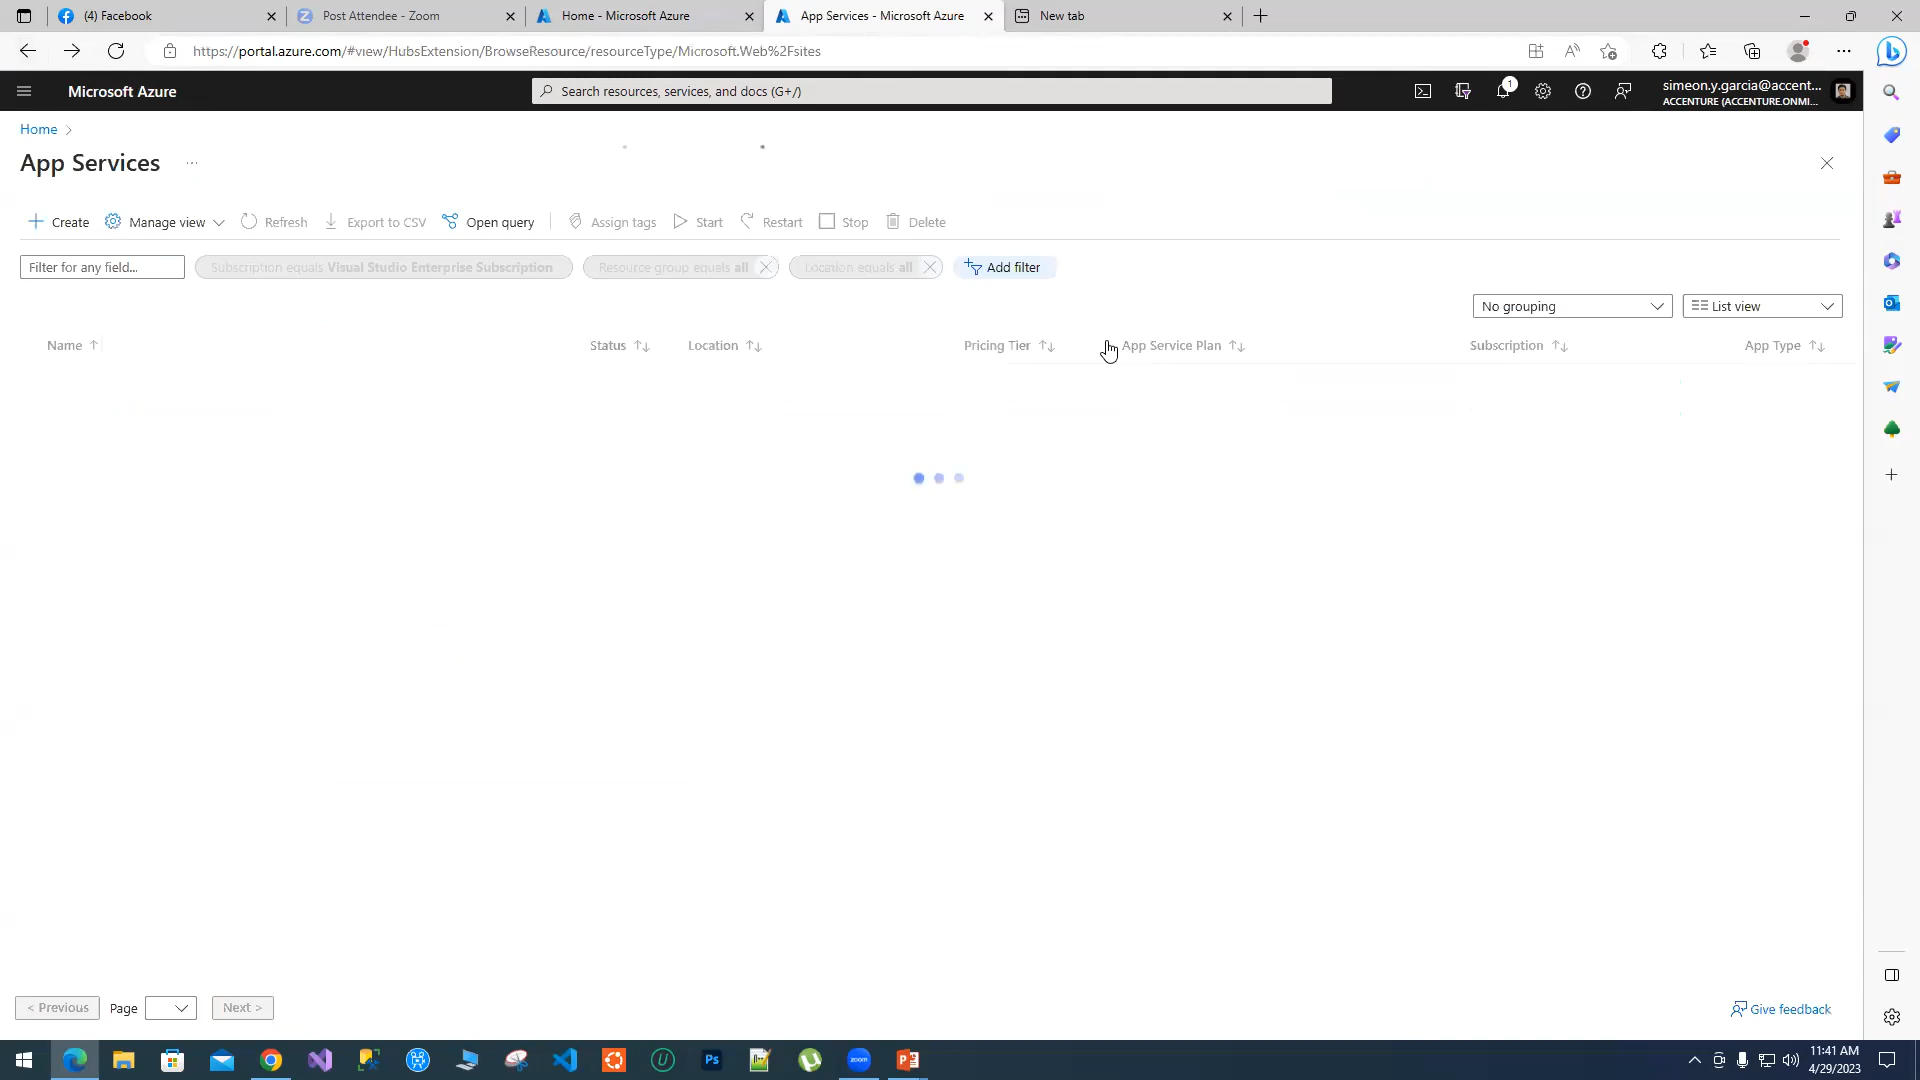 (4) Facebook
Post Attendee - Zoom
Home - Microsoft Azure
App Services - Microsoft Azure
New tab
https://portal.azure.com/#view/HubsExtension/BrowseResource/resourceType/Microsoft.Web%2Fsites
Microsoft Azure
Search resources, services, and docs (G+/)
1
simeon.y.garcia@accent...
ACCENTURE (ACCENTURE.ONMI...
Home
App Services
...
Create
Manage view
Refresh
Export to CSV
Open query
Assign tags
Start
Restart
Stop
Delete
Filter for any field...
Subscription equals Visual Studio Enterprise Subscription
Resource group equals all
Location equals all
Add filter
No grouping
List view
Name
Status
Location
Pricing Tier
App Service Plan
Subscription
App Type
< Previous
Page
Next >
Give feedback
Ps
zoom
11:41 AM
4/29/2023